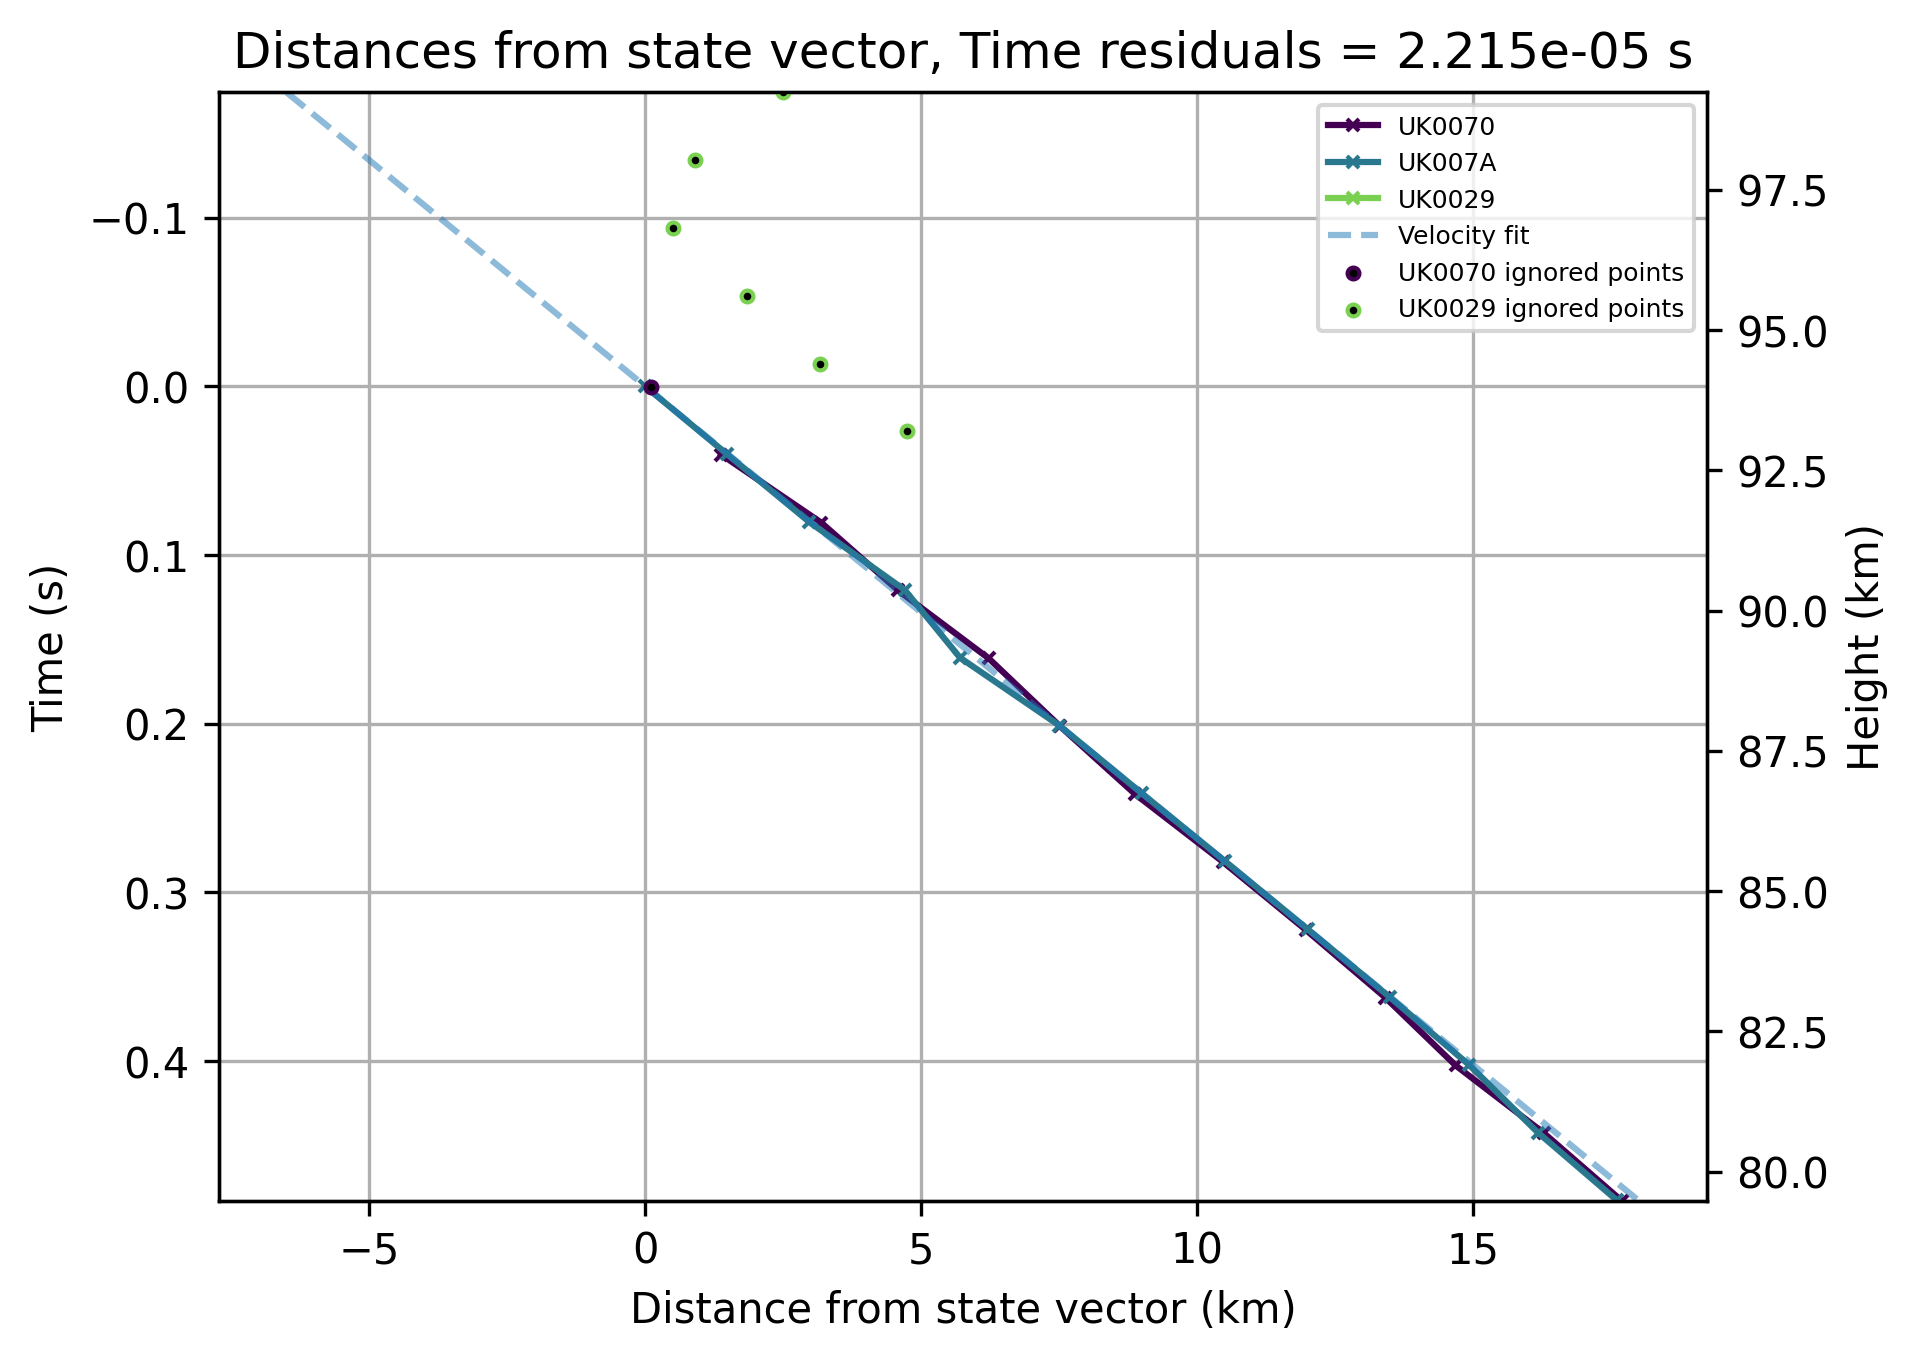 Distances from state vector, Time residuals = 2.215e-05 s
UK0070
UK007A
UK0029
Velocity fit
UK0070 ignored points
UK0029 ignored points
Time (s)
−0.1
0.0
0.1
0.2
0.3
0.4
97.5
95.0
92.5
90.0
87.5
85.0
82.5
80.0
Height (km)
−5
0
5
10
15
Distance from state vector (km)